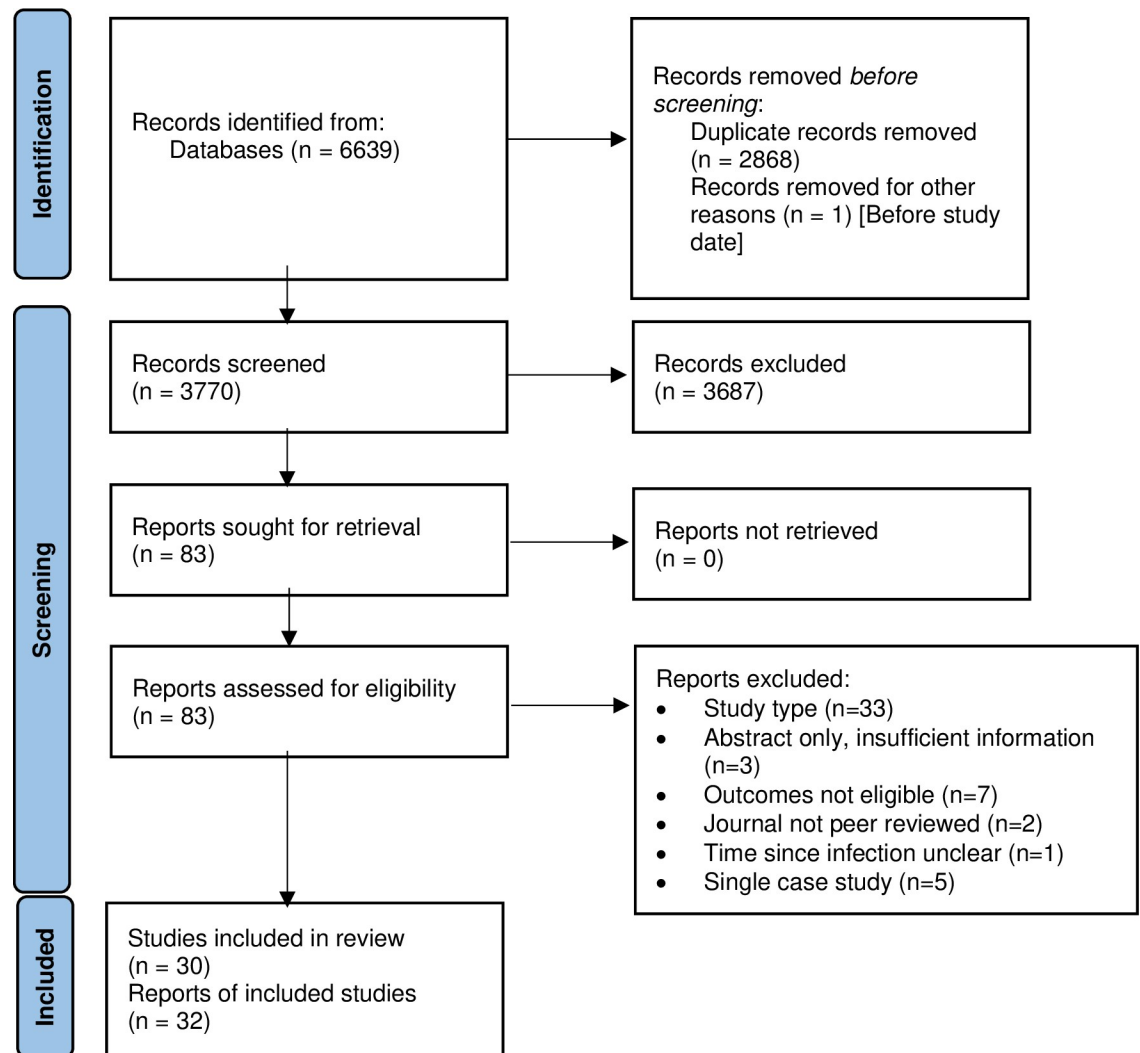 Identification
Records identified from:
Databases (n = 6639)
Records removed before
screening:
Duplicate records removed
(n = 2868)
Records removed for other
reasons (n = 1) [Before study
date]
Screening
Records screened
(n = 3770)
Records excluded
(n = 3687)
Reports sought for retrieval
(n = 83)
Reports not retrieved
(n = 0)
Reports assessed for eligibility
(n = 83)
Reports excluded:
• Study type (n=33)
• Abstract only, insufficient information
(n=3)
• Outcomes not eligible (n=7)
• Journal not peer reviewed (n=2)
• Time since infection unclear (n=1)
• Single case study (n=5)
Included
Studies included in review
(n = 30)
Reports of included studies
(n = 32)